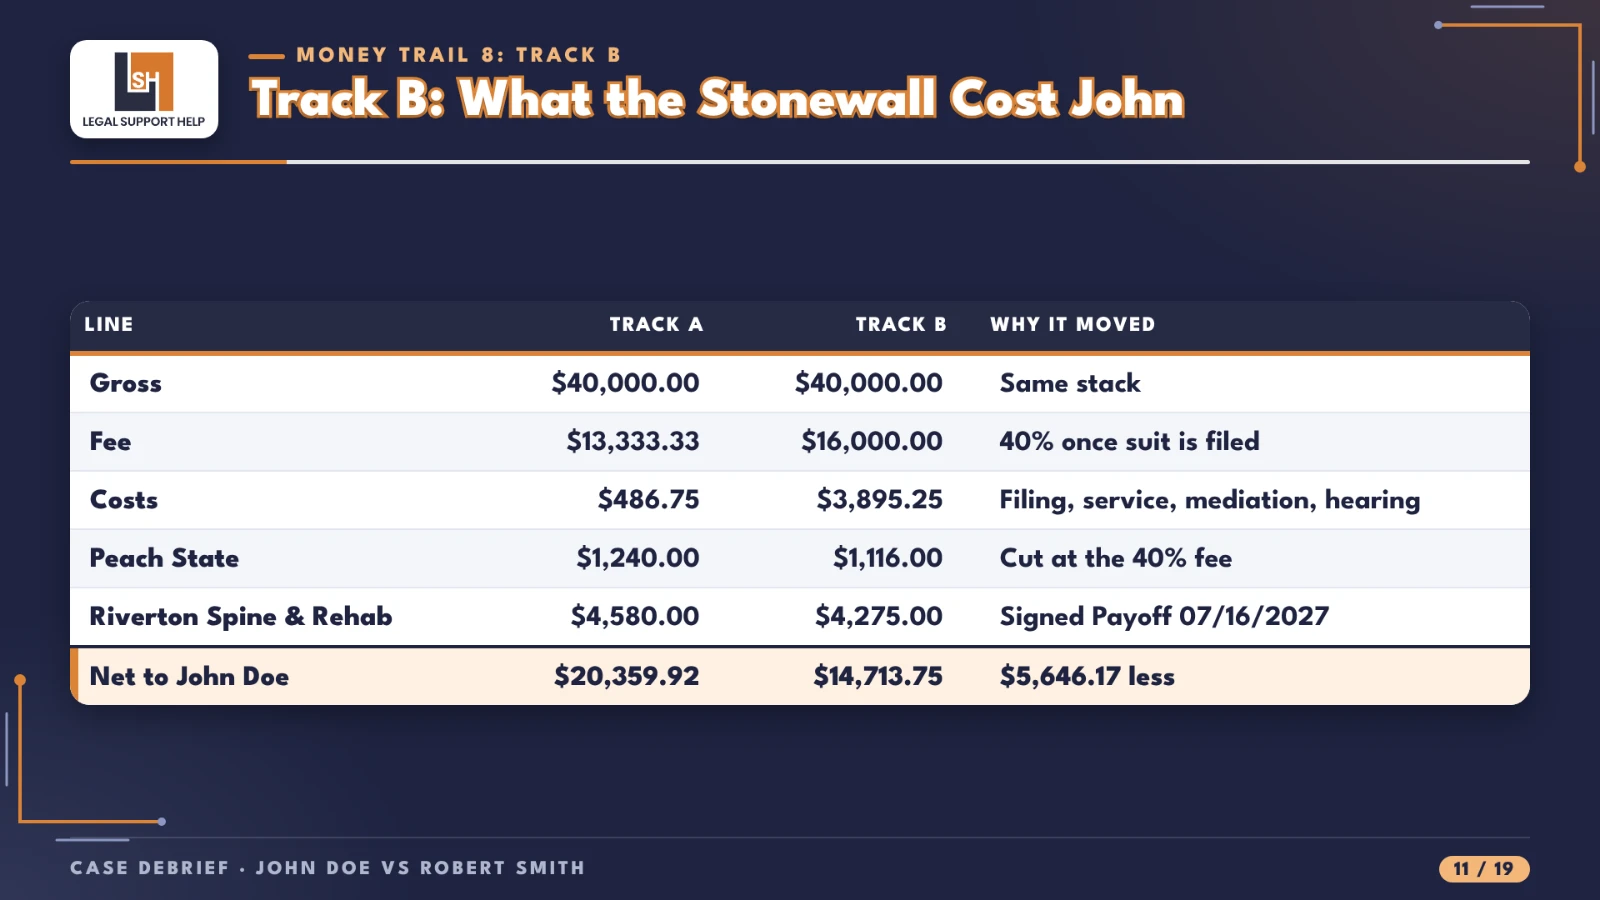 LSH
LEGAL SUPPORT HELP
MONEY TRAIL 8: TRACK B
Track B: What the Stonewall Cost John
LINE TRACK A TRACK B WHY IT MOVED
Gross $40,000.00 $40,000.00 Same stack
Fee $13,333.33 $16,000.00 40% once suit is filed
Costs $486.75 $3,895.25 Filing, service, mediation, hearing
Peach State $1,240.00 $1,116.00 Cut at the 40% fee
Riverton Spine & Rehab $4,580.00 $4,275.00 Signed Payoff 07/16/2027
Net to John Doe $20,359.92 $14,713.75 $5,646.17 less
CASE DEBRIEF · JOHN DOE VS ROBERT SMITH
11 / 19